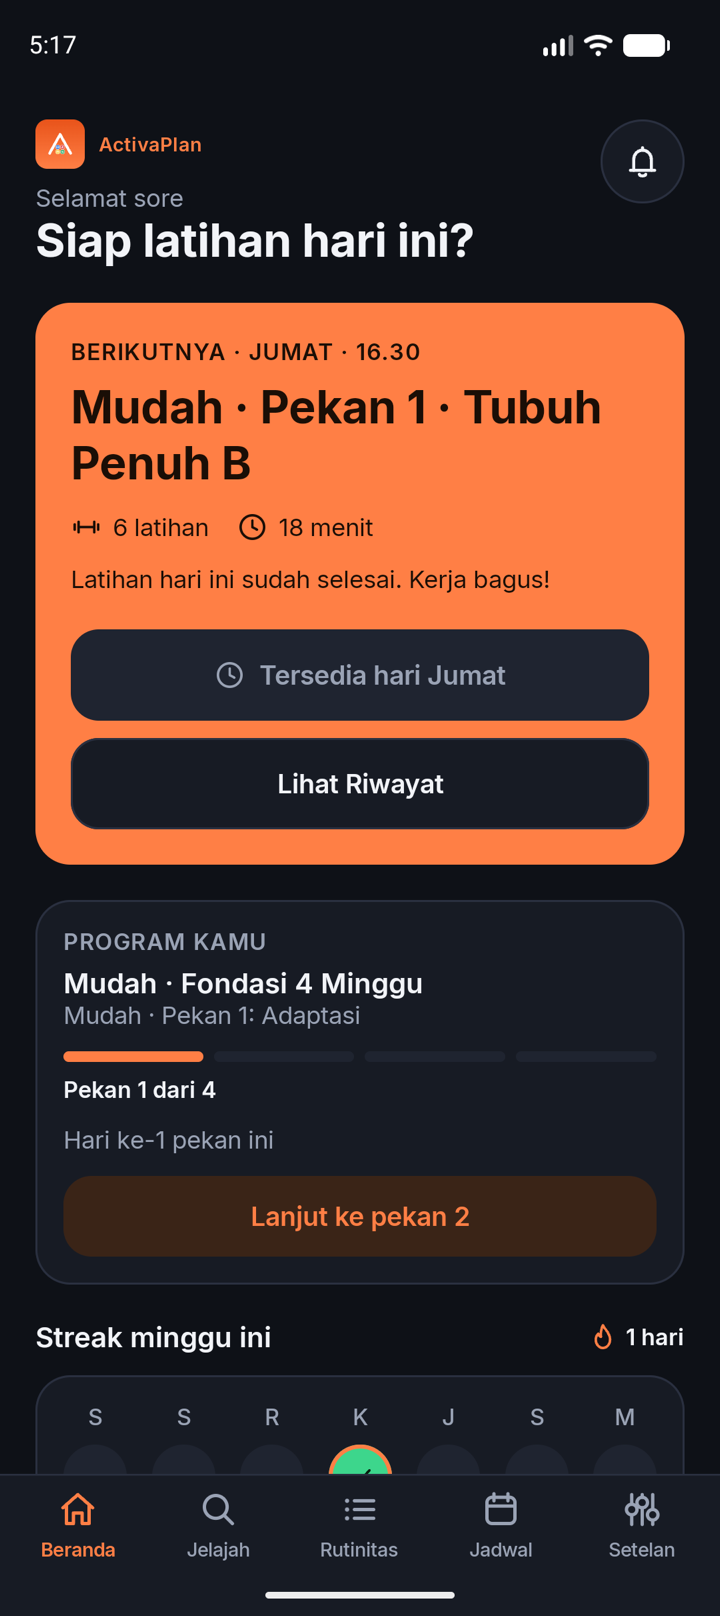 5:17
ActivaPlan
Selamat sore
Siap latihan hari ini?
BERIKUTNYA · JUMAT · 16.30
Mudah · Pekan 1 · Tubuh
Penuh B
6 latihan 18 menit
Latihan hari ini sudah selesai. Kerja bagus!
Tersedia hari Jumat
Lihat Riwayat
PROGRAM KAMU
Mudah · Fondasi 4 Minggu
Mudah · Pekan 1: Adaptasi
Pekan 1 dari 4
Hari ke-1 pekan ini
Lanjut ke pekan 2
Streak minggu ini 1 hari
S S R K J S M
Beranda Jelajah Rutinitas Jadwal Setelan